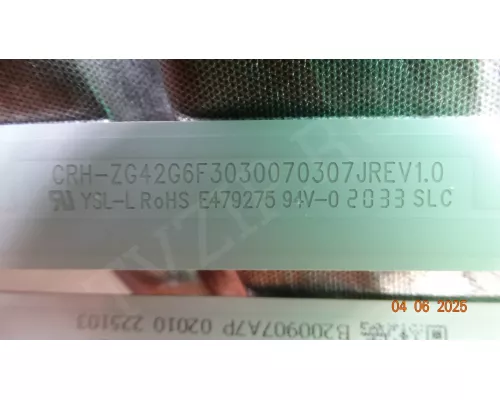 CRH-ZG42G6F3030070307JREV1.0
YSL-L RoHS E479275 94V-0 2033 SLC
04 06 2025
B200907A7P 02010 225103